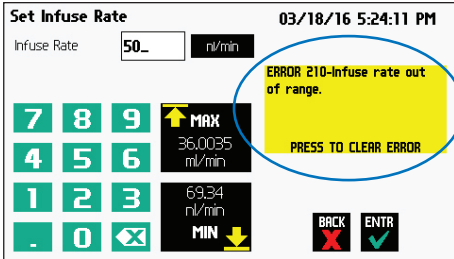 Set Infuse Rate
03/18/16 5:24:11 PM
Infuse Rate
50_
nl/min
ERROR 210-Infuse rate out
of range.
PRESS TO CLEAR ERROR
7 8 9
MAX
36.0035
ml/min
4 5 6
1 2 3
69.34
nl/min
MIN
. 0 X
BACK
X
ENTR